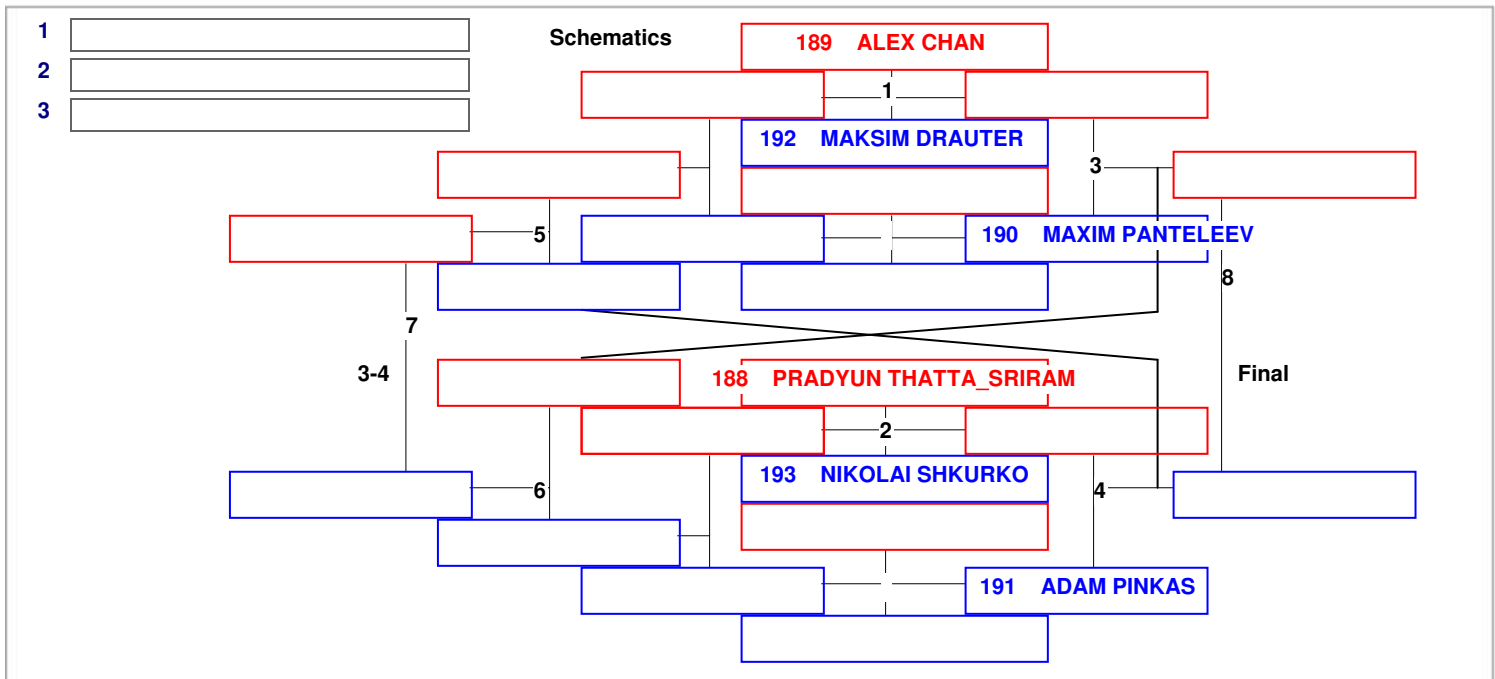 1
Schematics
189 ALEX CHAN
2
1
3
192 MAKSIM DRAUTER
3
5
190 MAXIM PANTELEEV
8
7
3-4
188 PRADYUN THATTA_SRIRAM
Final
2
193 NIKOLAI SHKURKO
6
4
191 ADAM PINKAS